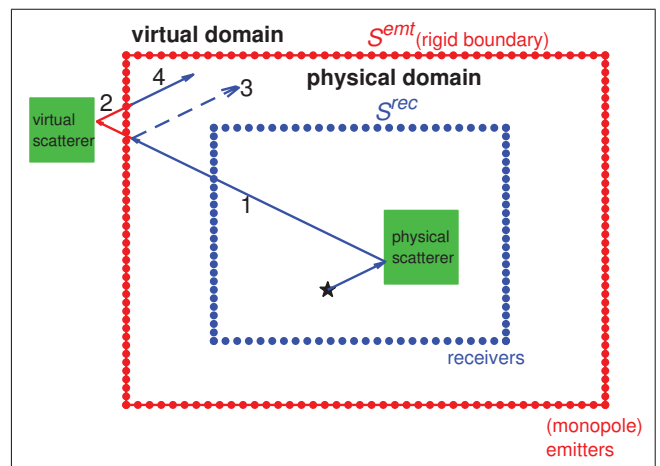 virtual domain
S^emt (rigid boundary)
4
3
physical domain
2
S^rec
virtual
scatterer
1
physical
scatterer
receivers
(monopole)
emitters